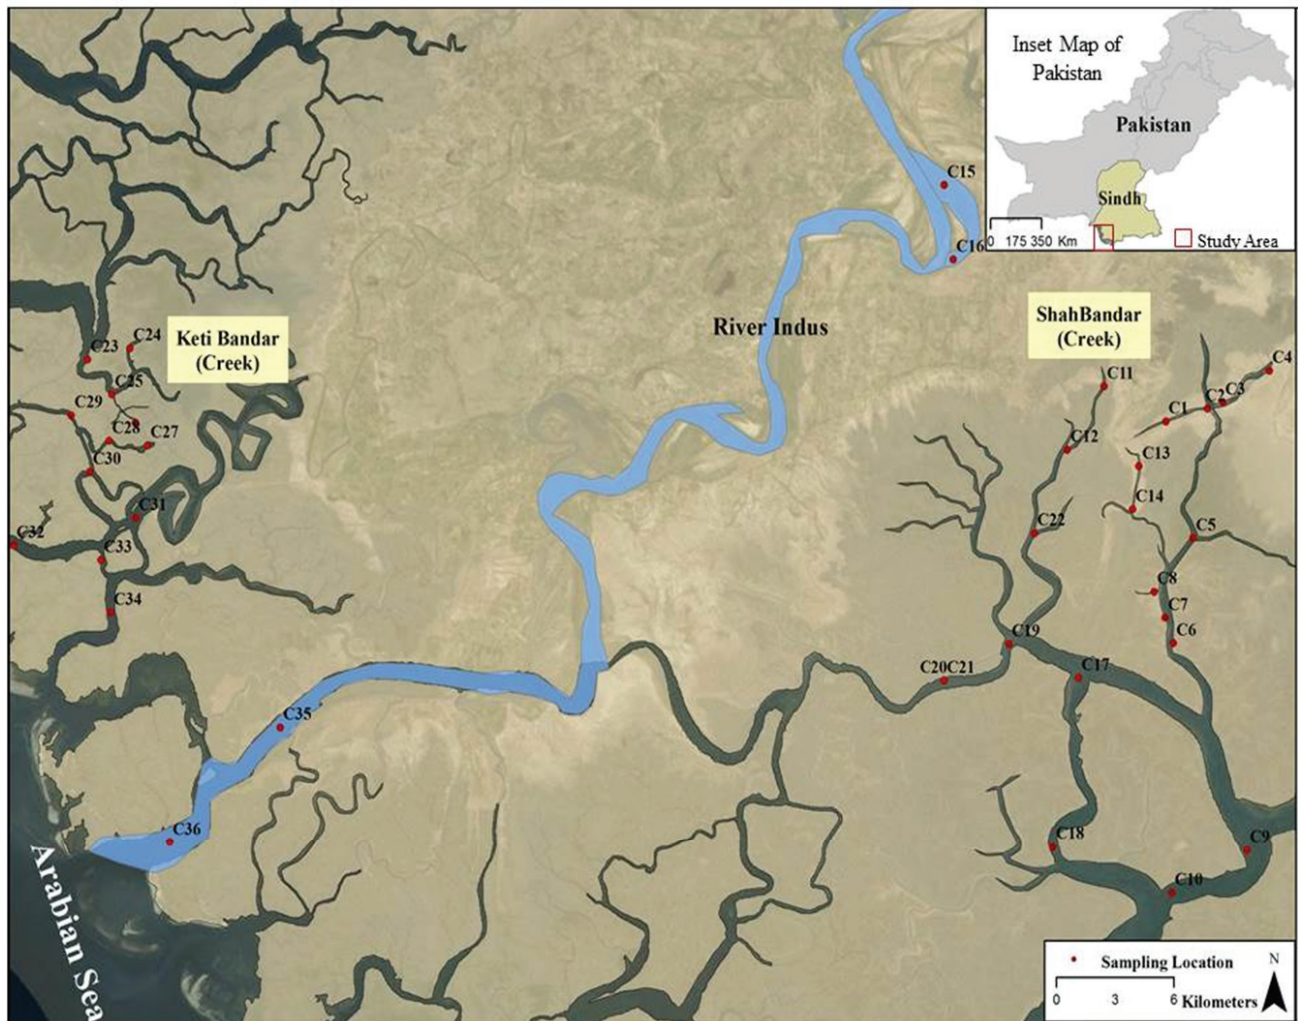 Inset Map of
Pakistan
Pakistan
Sindh
0 175 350 Km
Study Area
C15
C16
River Indus
ShahBandar
(Creek)
Keti Bandar
(Creek)
C23
C24
C25
C29
C28
C27
C30
C31
C32
C33
C34
C11
C4
C3
C2
C1
C12
C13
C14
C22
C5
C8
C7
C6
C19
C20C21
C17
C35
C36
C18
C9
C10
Arabian Sea
Sampling Location
N
0 3 6 Kilometers